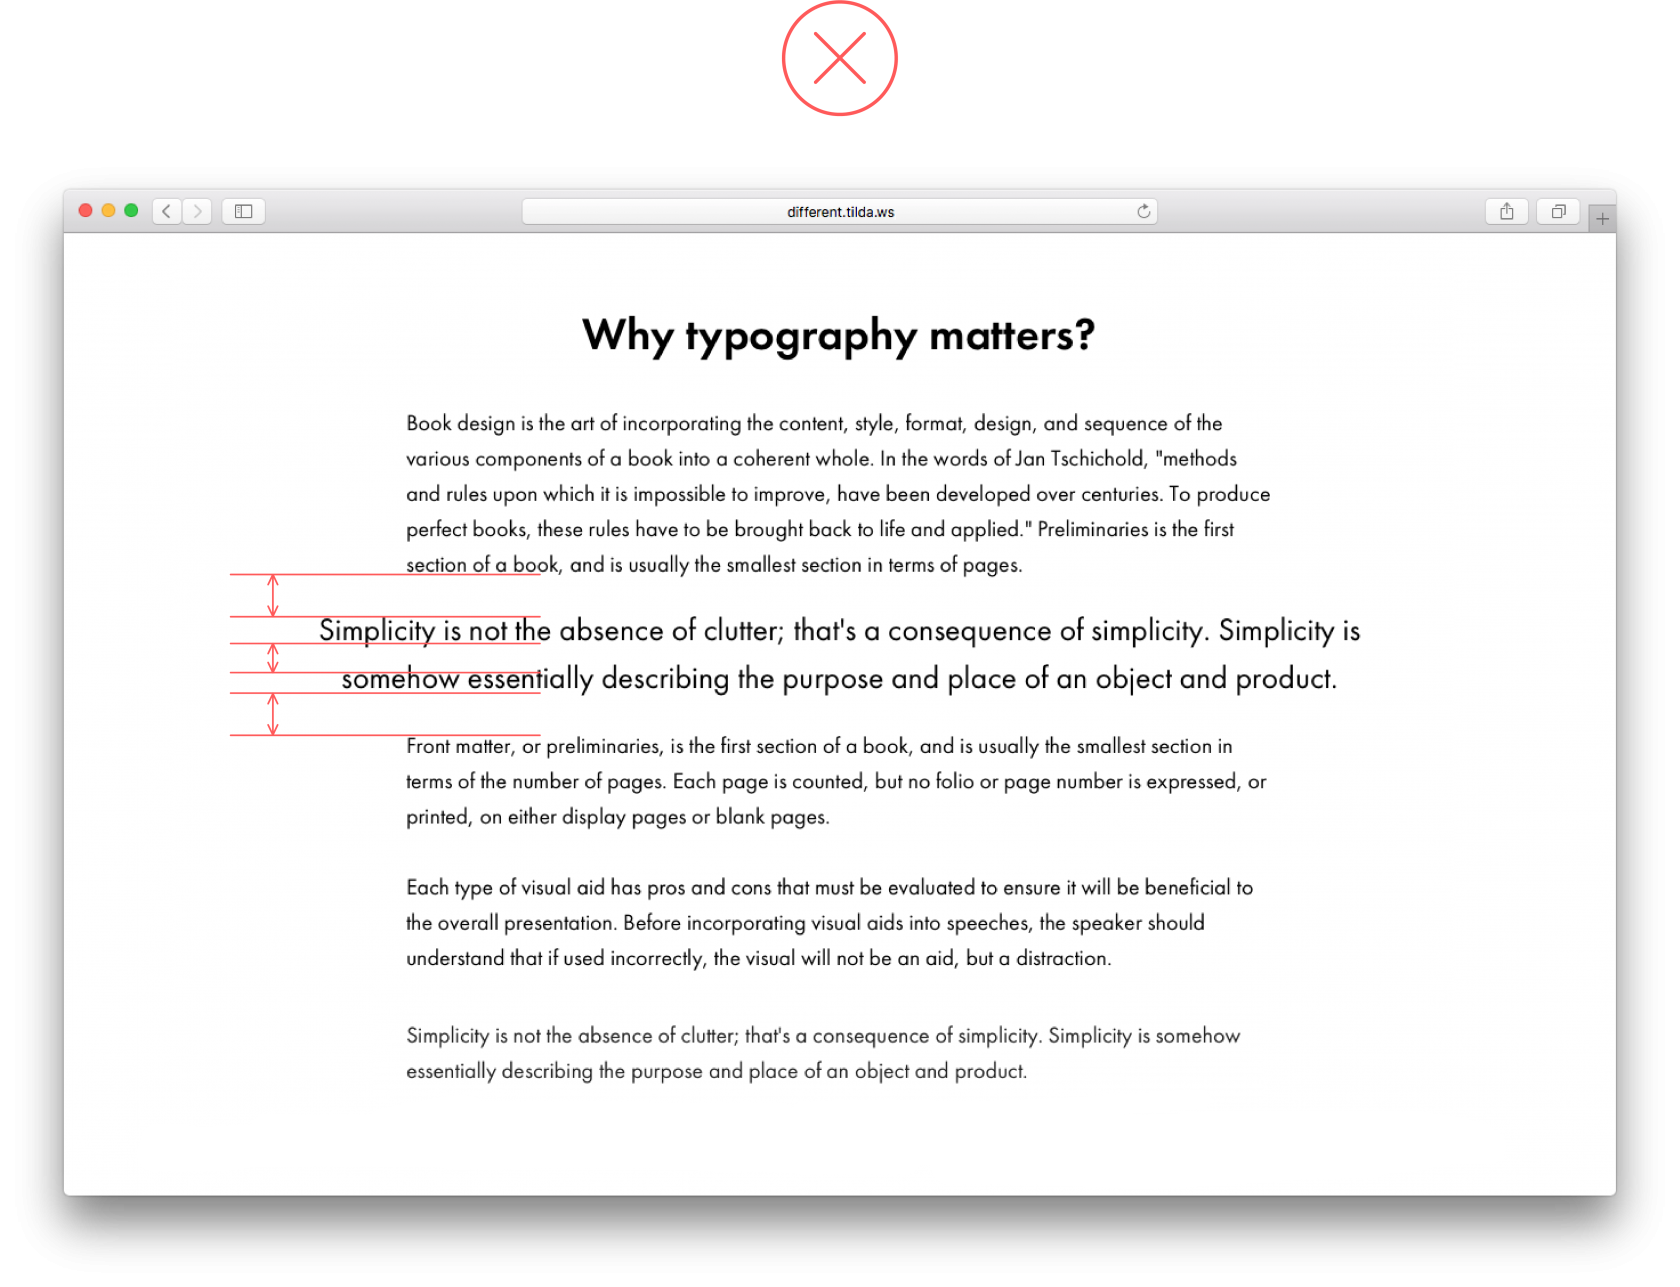 different.tilda.ws
Why typography matters?
Book design is the art of incorporating the content, style, format, design, and sequence of the
various components of a book into a coherent whole. In the words of Jan Tschichold, "methods
and rules upon which it is impossible to improve, have been developed over centuries. To produce
perfect books, these rules have to be brought back to life and applied." Preliminaries is the first
section of a book, and is usually the smallest section in terms of pages.
Simplicity is not the absence of clutter; that's a consequence of simplicity. Simplicity is
somehow essentially describing the purpose and place of an object and product.
Front matter, or preliminaries, is the first section of a book, and is usually the smallest section in
terms of the number of pages. Each page is counted, but no folio or page number is expressed, or
printed, on either display pages or blank pages.
Each type of visual aid has pros and cons that must be evaluated to ensure it will be beneficial to
the overall presentation. Before incorporating visual aids into speeches, the speaker should
understand that if used incorrectly, the visual will not be an aid, but a distraction.
Simplicity is not the absence of clutter; that's a consequence of simplicity. Simplicity is somehow
essentially describing the purpose and place of an object and product.